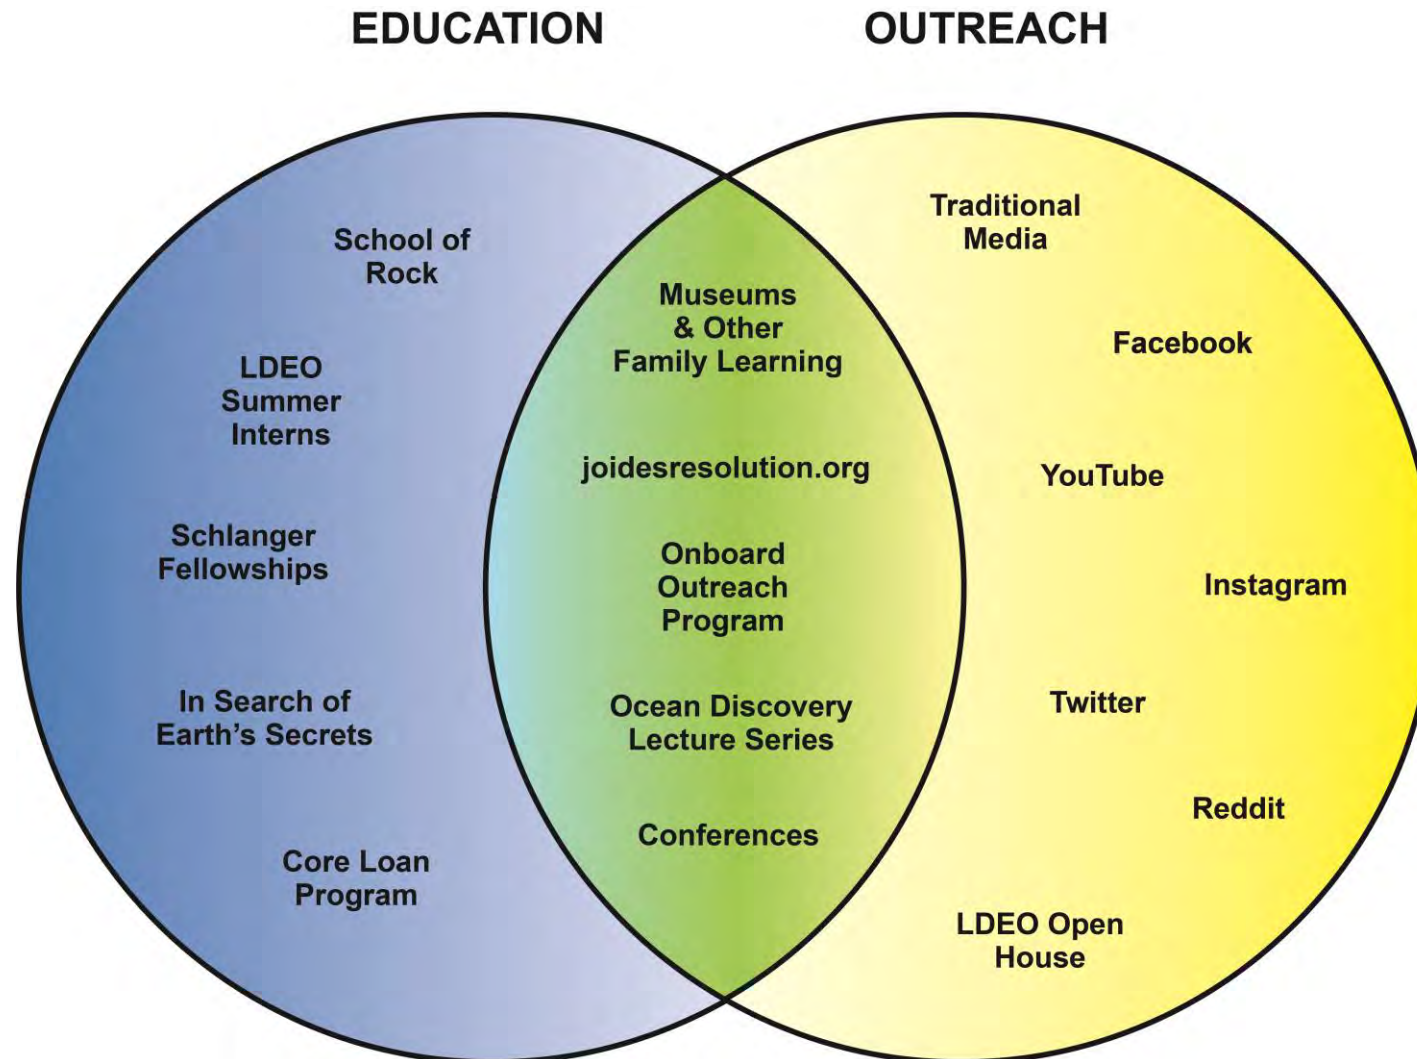 EDUCATION
OUTREACH
School of
Rock
LDEO
Summer
Interns
Schlanger
Fellowships
In Search of
Earth’s Secrets
Core Loan
Program
Museums
& Other
Family Learning
joidesresolution.org
Onboard
Outreach
Program
Ocean Discovery
Lecture Series
Conferences
Traditional
Media
Facebook
YouTube
Instagram
Twitter
Reddit
LDEO Open
House